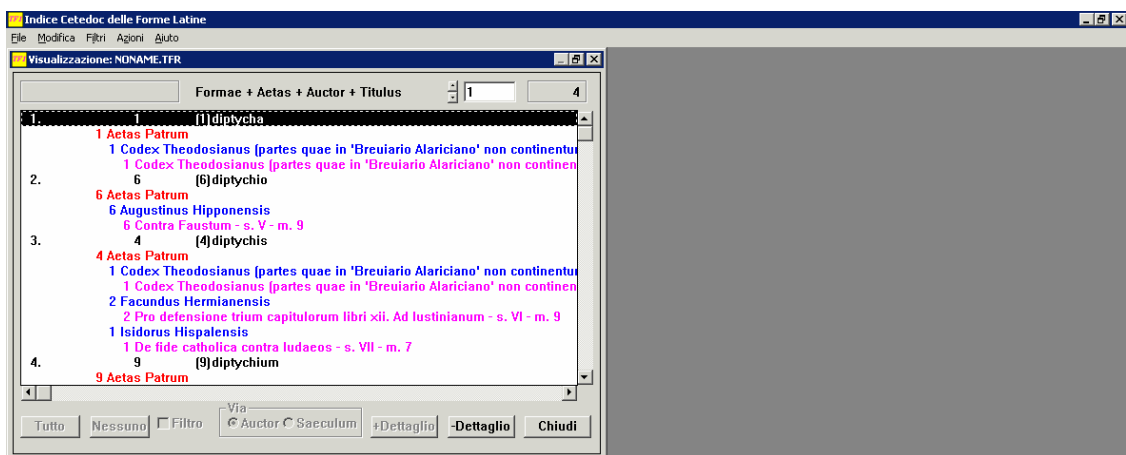 TFL Indice Cetedoc delle Forme Latine
File Modifica Filtri Azioni Aiuto
Visualizzazione: NONAME.TFR
Formae + Aetas + Auctor + Titulus 1 4
1. 1 (1)diptycha
1 Aetas Patrum
1 Codex Theodosianus (partes quae in 'Breuiario Alariciano' non continentur
1 Codex Theodosianus (partes quae in 'Breuiario Alariciano' non continen
2. 6 (6)diptychio
6 Aetas Patrum
6 Augustinus Hipponensis
6 Contra Faustum - s. V - m. 9
3. 4 (4)diptychis
4 Aetas Patrum
1 Codex Theodosianus (partes quae in 'Breuiario Alariciano' non continentur
1 Codex Theodosianus (partes quae in 'Breuiario Alariciano' non continen
2 Facundus Hermianensis
2 Pro defensione trium capitulorum libri xii. Ad Iustinianum - s. VI - m. 9
1 Isidorus Hispalensis
1 De fide catholica contra Iudaeos - s. VII - m. 7
4. 9 (9)diptychium
9 Aetas Patrum
Via
Tutto Nessuno Filtro Auctor Saeculum +Dettaglio -Dettaglio Chiudi